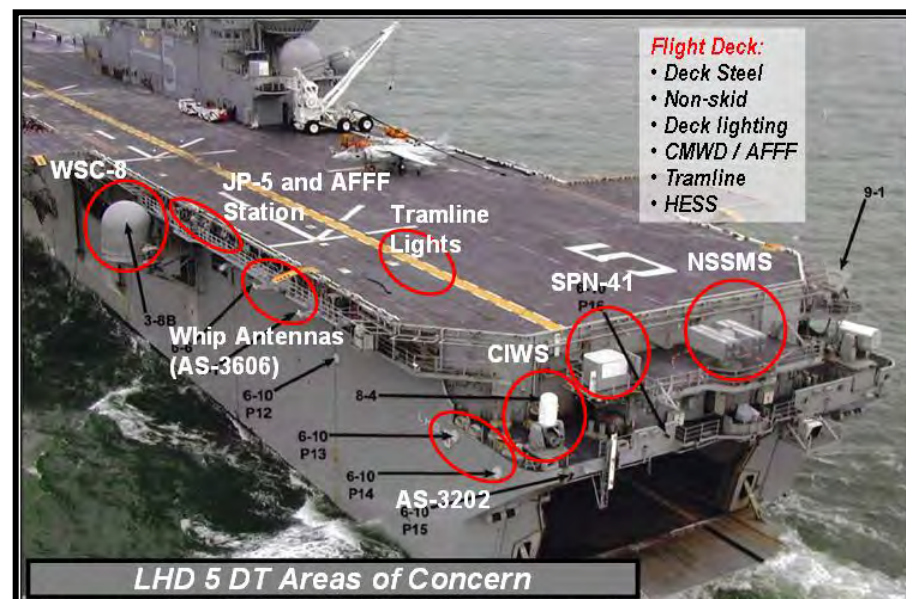 Flight Deck:
• Deck Steel
• Non-skid
• Deck lighting
• CMWD / AFFF
• Tramline
• HESS
WSC-8
JP-5 and AFFF
Station
Tramline
Lights
9-1
NSSMS
SPN-41
5
5
3-8B
Whip Antennas
(AS-3606)
CIWS
6-10
P12
8-4
6-10
P13
6-10
P14
AS-3202
6-10
P15
LHD 5 DT Areas of Concern